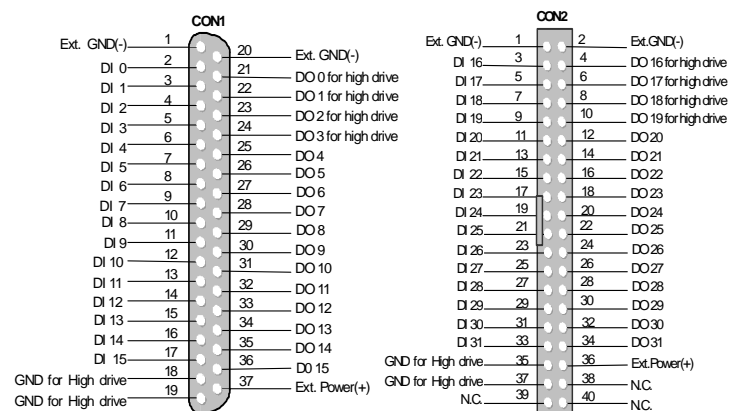 CON1
Ext. GND(-) 1
DI 0 2
DI 1 3
DI 2 4
DI 3 5
DI 4 6
DI 5 7
DI 6 8
DI 7 9
DI 8 10
DI 9 11
DI 10 12
DI 11 13
DI 12 14
DI 13 15
DI 14 16
DI 15 17
GND for High drive 18
GND for High drive 19
20 Ext. GND(-)
21 DO 0 for high drive
22 DO 1 for high drive
23 DO 2 for high drive
24 DO 3 for high drive
25 DO 4
26 DO 5
27 DO 6
28 DO 7
29 DO 8
30 DO 9
31 DO 10
32 DO 11
33 DO 12
34 DO 13
35 DO 14
36 D0 15
37 Ext. Power(+)
CON2
Ext. GND(-) 1 2 Ext.GND(-)
DI 16 3 4 DO 16 for high drive
DI 17 5 6 DO 17 for high drive
DI 18 7 8 DO 18 for high drive
DI 19 9 10 DO 19 for high drive
DI 20 11 12 DO 20
DI 21 13 14 DO 21
DI 22 15 16 DO 22
DI 23 17 18 DO 23
DI 24 19 20 DO 24
DI 25 21 22 DO 25
DI 26 23 24 DO 26
DI 27 25 26 DO 27
DI 28 27 28 DO 28
DI 29 29 30 DO 29
DI 30 31 32 DO 30
DI 31 33 34 DO 31
GND for High drive 35 36 Ext.Power(+)
GND for High drive 37 38 N.C.
N.C. 39 40 N.C.